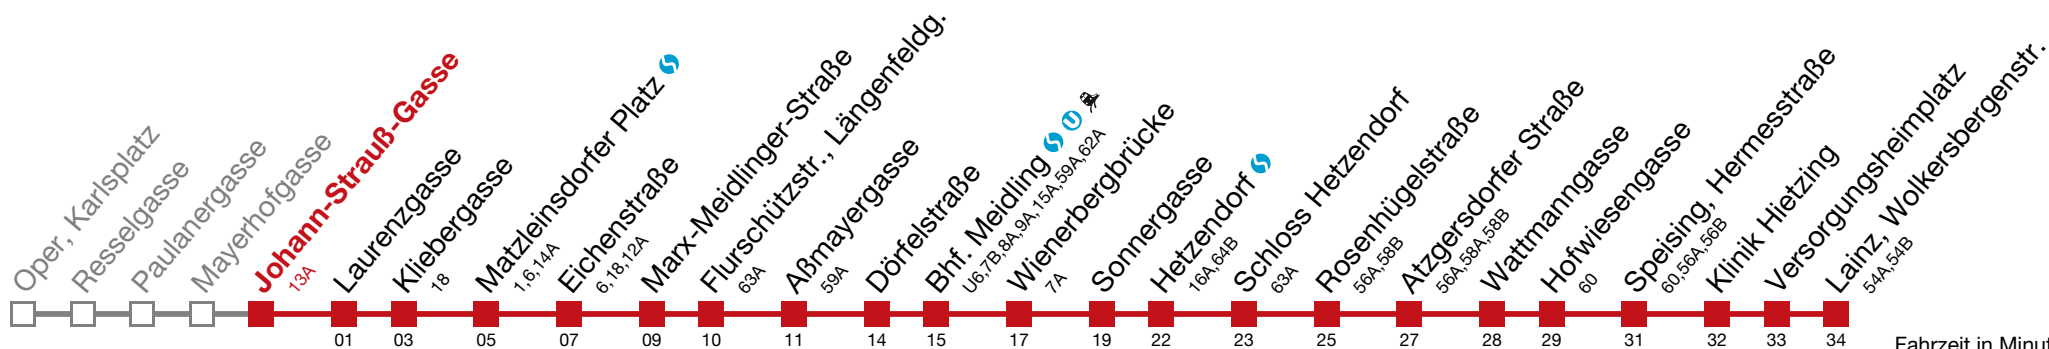 Oper, Karlsplatz
Resselgasse
Paulanergasse
Mayerhofgasse
Johann-Strauß-Gasse
13A
Laurenzgasse
Kliebergasse
18
Matzleinsdorfer Platz
1,6,14A
Eichenstraße
6,18,12A
Marx-Meidlinger-Straße
Flurschützstr., Längenfeldg.
63A
Aßmayergasse
59A
Dörfelstraße
Bhf. Meidling U
U6,7B,8A,9A,15A,59A,62A
Wienerbergbrücke
7A
Sonnergasse
Hetzendorf
16A,64B
Schloss Hetzendorf
63A
Rosenhügelstraße
56A,58B
Atzgersdorfer Straße
56A,58A,58B
Wattmanngasse
Hofwiesengasse
60
Speising, Hermesstraße
60,56A,56B
Klinik Hietzing
Versorgungsheimplatz
Lainz, Wolkersbergenstr.
54A,54B
01 03 05 07 09 10 11 14 15 17 19 22 23 25 27 28 29 31 32 33 34
Fahrzeit in Minut